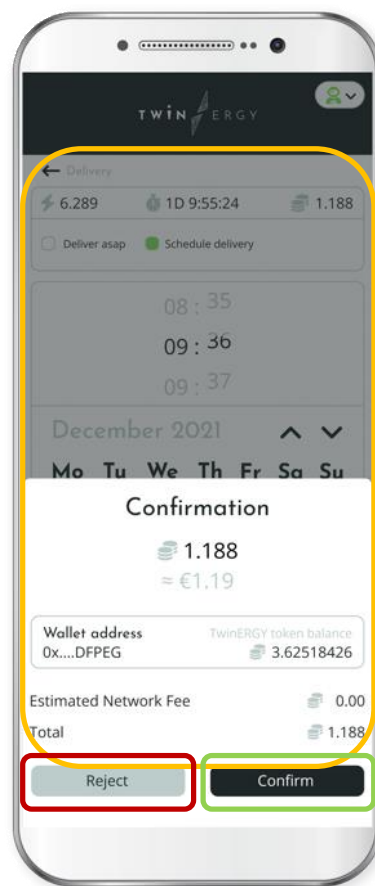 TWINERGY
← Delivery
6.289 1D 9:55:24 1.188
Deliver asap Schedule delivery
08 : 35
09 : 36
09 : 37
December 2021
Mo Tu We Th Fr Sa Su
Confirmation
1.188
≈ €1.19
Wallet address TwinERGY token balance
0x....DFPEG 3.62518426
Estimated Network Fee 0.00
Total 1.188
Reject Confirm